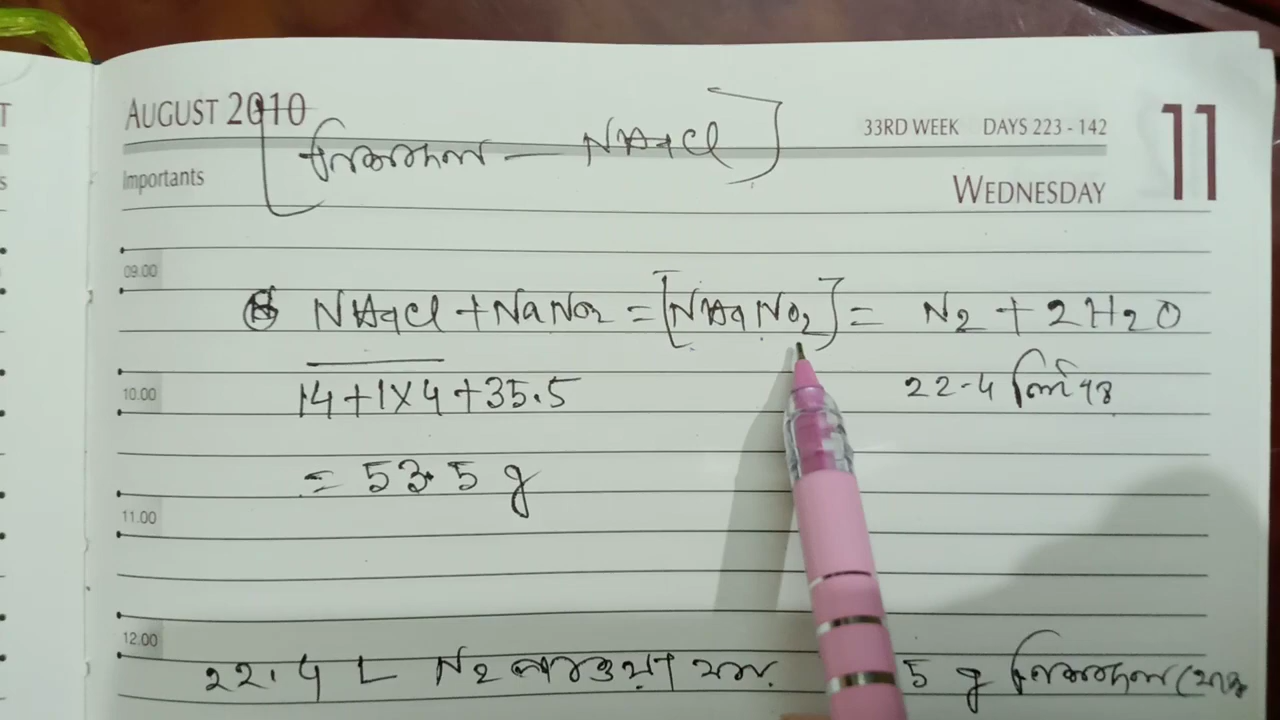 AUGUST 2010
33RD WEEK DAYS 223 - 142
11
[নিশাদল — NH4Cl]
Importants
WEDNESDAY
09.00
NH4Cl + NaNO2 = [NH4NO2] = N2 + 2H2O
10.00
14+1×4+35.5
22.4
= 53.5 g
11.00
12.00
22.4 L N2 পাওয়া যায়
5 g নিশাদল